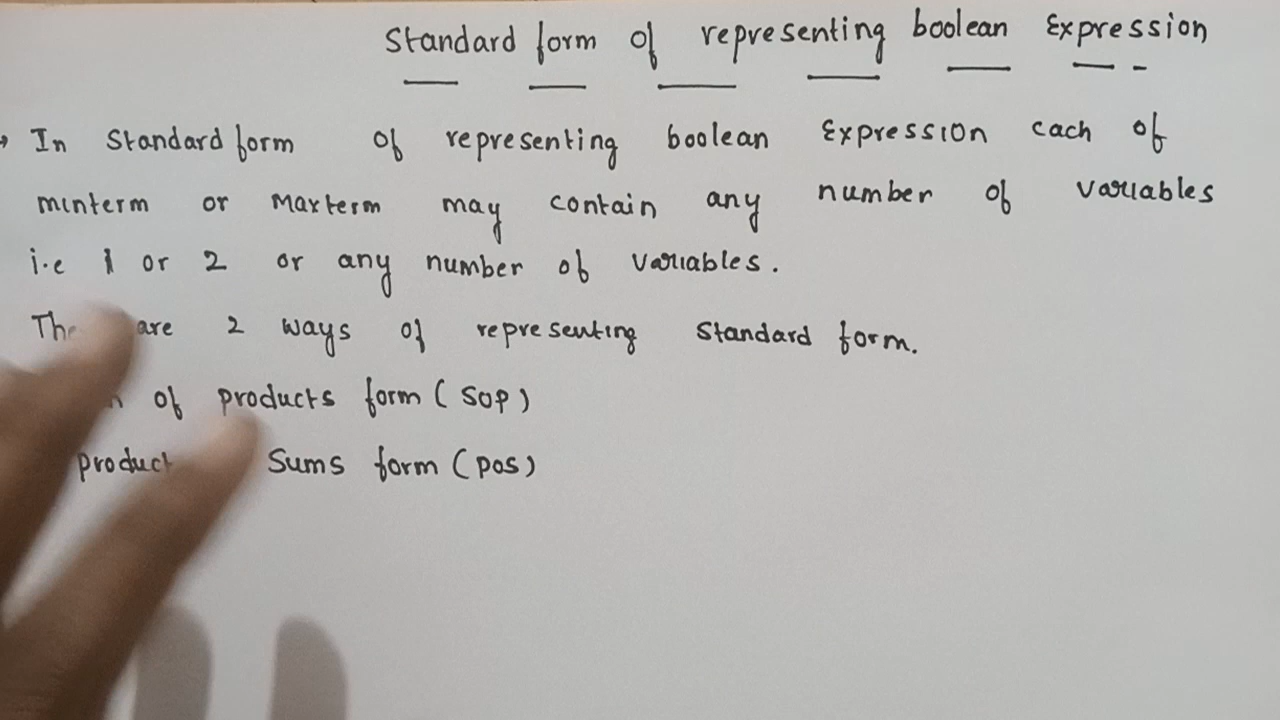 Standard form of representing boolean Expression
→ In Standard form of representing boolean Expression each of
minterm or Maxterm may contain any number of variables
i.e 1 or 2 or any number of variables.
are 2 ways of representing Standard form.
of products form (SOP)
product Sums form (POS)